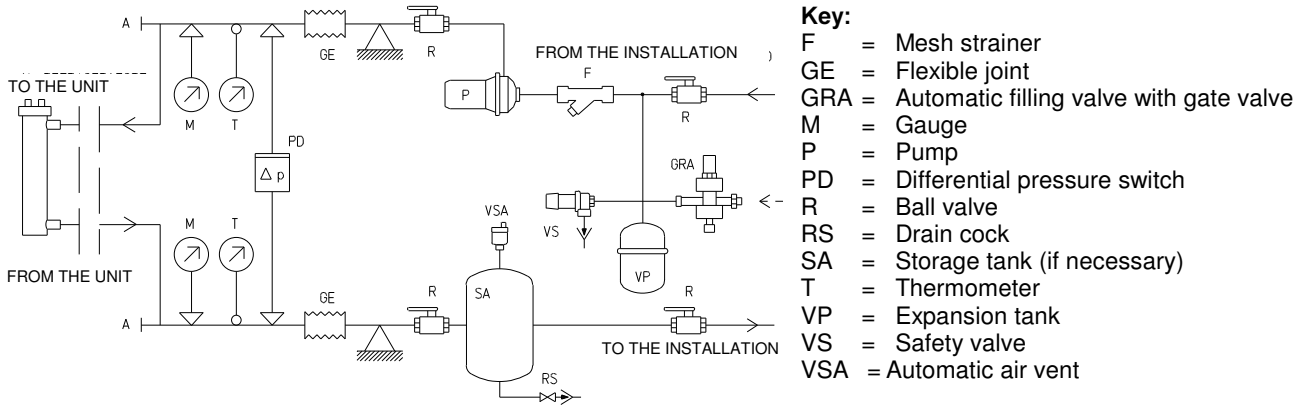 A
GE
R
FROM THE INSTALLATION
)
TO THE UNIT
F
P
M
T
R
PD
Δ p
GRA
VSA
VS
M
T
FROM THE UNIT
VP
GE
R
SA
R
A
TO THE INSTALLATION
RS
Key:
F = Mesh strainer
GE = Flexible joint
GRA = Automatic filling valve with gate valve
M = Gauge
P = Pump
PD = Differential pressure switch
R = Ball valve
RS = Drain cock
SA = Storage tank (if necessary)
T = Thermometer
VP = Expansion tank
VS = Safety valve
VSA = Automatic air vent